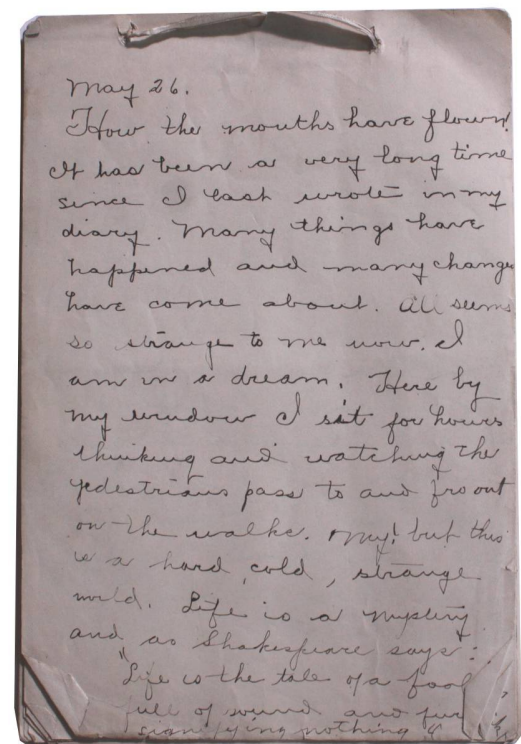 May 26.
How the months have flown!
It has been a very long time
since I last wrote in my
diary. Many things have
happened and many change
have come about. All seems
so strange to me now. I
am in a dream. Here by
my window I sit for hours
thinking and watching the
pedestrians pass to and fro out
on the walks. My! but this
is a hard, cold, strange
world. Life is a mystery
and as Shakespeare says:
"Life is the tale of a fool
full of sound and fur
signifying nothing"